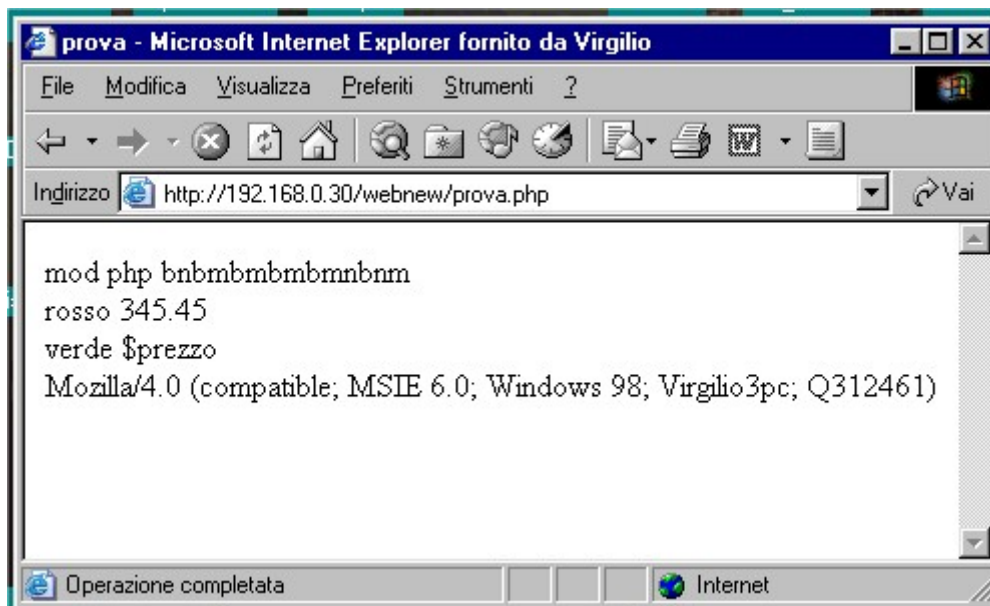 prova - Microsoft Internet Explorer fornito da Virgilio
File Modifica Visualizza Preferiti Strumenti ?
Indirizzo http://192.168.0.30/webnew/prova.php Vai
mod php bnbmbmbmbmnbnm
rosso 345.45
verde $prezzo
Mozilla/4.0 (compatible; MSIE 6.0; Windows 98; Virgilio3pc; Q312461)
Operazione completata Internet